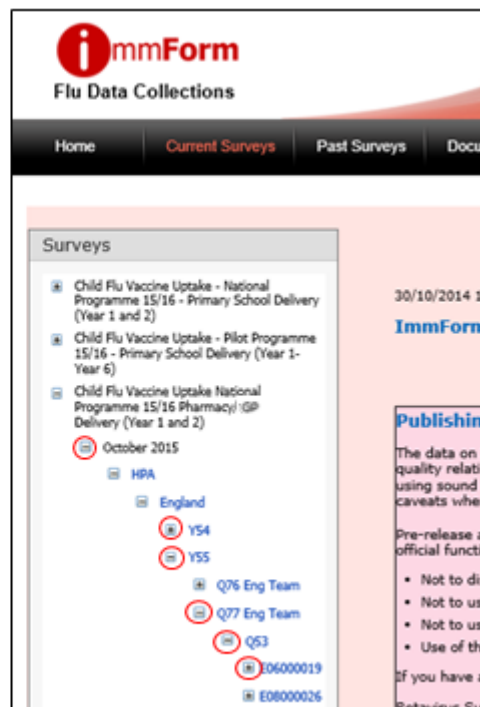 immForm
Flu Data Collections
Home Current Surveys Past Surveys Docu
Surveys
Child Flu Vaccine Uptake - National
Programme 15/16 - Primary School Delivery
(Year 1 and 2)
Child Flu Vaccine Uptake - Pilot Programme
15/16 - Primary School Delivery (Year 1-
Year 6)
Child Flu Vaccine Uptake National
Programme 15/16 Pharmacy/ GP
Delivery (Year 1 and 2)
October 2015
HPA
England
Y54
Y55
Q76 Eng Team
Q77 Eng Team
Q53
E06000019
E08000026
30/10/2014 1
ImmForm
Publishin
The data on
quality relati
using sound
caveats whe
Pre-release a
official functi
• Not to di
• Not to us
• Not to us
• Use of th
If you have a